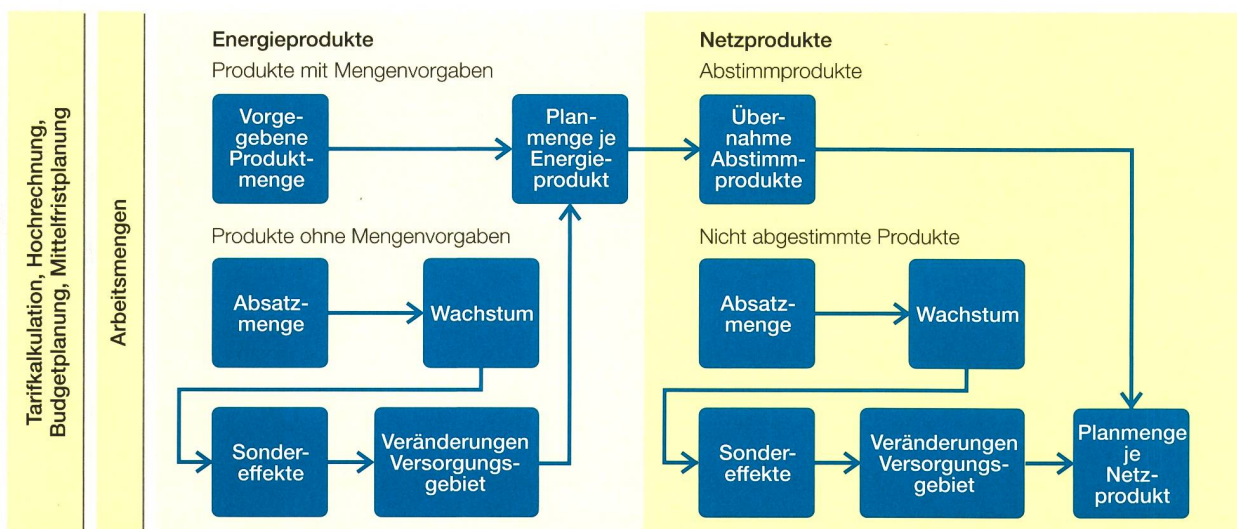 Tarifkalkulation, Hochrechnung,
Budgetplanung, Mittelfristplanung
Arbeitsmengen
Energieprodukte
Produkte mit Mengenvorgaben
Vorge-
gebene
Produkt-
menge
Plan-
menge je
Energie-
produkt
Produkte ohne Mengenvorgaben
Absatz-
menge
Wachstum
Sonder-
effekte
Veränderungen
Versorgungs-
gebiet
Netzprodukte
Abstimmprodukte
Über-
nahme
Abstimm-
produkte
Nicht abgestimmte Produkte
Absatz-
menge
Wachstum
Sonder-
effekte
Veränderungen
Versorgungs-
gebiet
Planmenge
je
Netz-
produkt